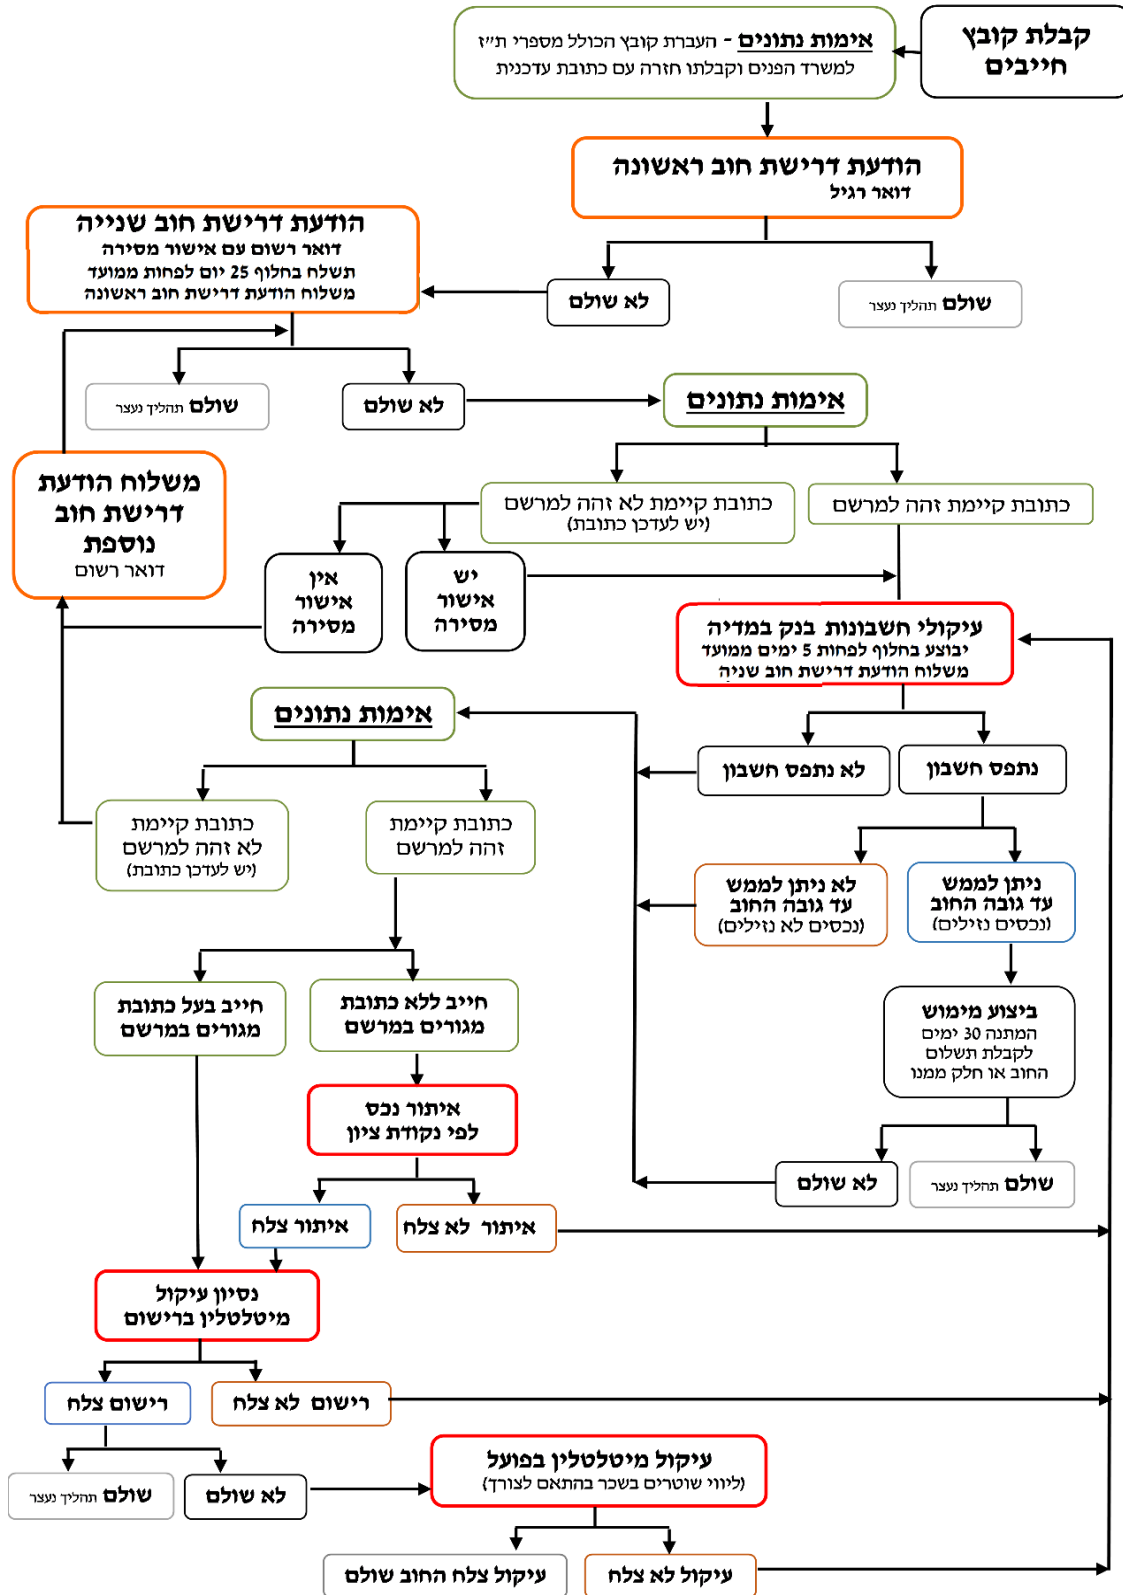 קבלת קובץ
חייבים
אימות נתונים - העברת קובץ הכולל מספרי ת״ז
למשרד הפנים וקבלתו חזרה עם כתובת עדכנית
הודעת דרישת חוב ראשונה
דואר רגיל
שולם תהליך נעצר
לא שולם
הודעת דרישת חוב שנייה
דואר רשום עם אישור מסירה
תשלח בחלוף 25 יום לפחות ממועד
משלוח הודעת דרישת חוב ראשונה
לא שולם
שולם תהליך נעצר
אימות נתונים
כתובת קיימת זהה למרשם
כתובת קיימת לא זהה למרשם
(יש לעדכן כתובת)
יש
אישור
מסירה
אין
אישור
מסירה
משלוח הודעת
דרישת חוב
נוספת
דואר רשום
עיקולי חשבונות בנק במדיה
יבוצע בחלוף לפחות 5 ימים ממועד
משלוח הודעת דרישת חוב שניה
נתפס חשבון
לא נתפס חשבון
ניתן לממש
עד גובה החוב
(נכסים נזילים)
לא ניתן לממש
עד גובה החוב
(נכסים לא נזילים)
ביצוע מימוש
המתנה 30 ימים
לקבלת תשלום
החוב או חלק ממנו
שולם תהליך נעצר
לא שולם
אימות נתונים
כתובת קיימת
זהה למרשם
כתובת קיימת
לא זהה למרשם
(יש לעדכן כתובת)
חייב ללא כתובת
מגורים במרשם
חייב בעל כתובת
מגורים במרשם
איתור נכס
לפי נקודת ציון
איתור לא צלח
איתור צלח
נסיון עיקול
מיטלטלין ברישום
רישום לא צלח
רישום צלח
לא שולם
שולם תהליך נעצר
עיקול מיטלטלין בפועל
(ליווי שוטרים בשכר בהתאם לצורך)
עיקול לא צלח
עיקול צלח החוב שולם